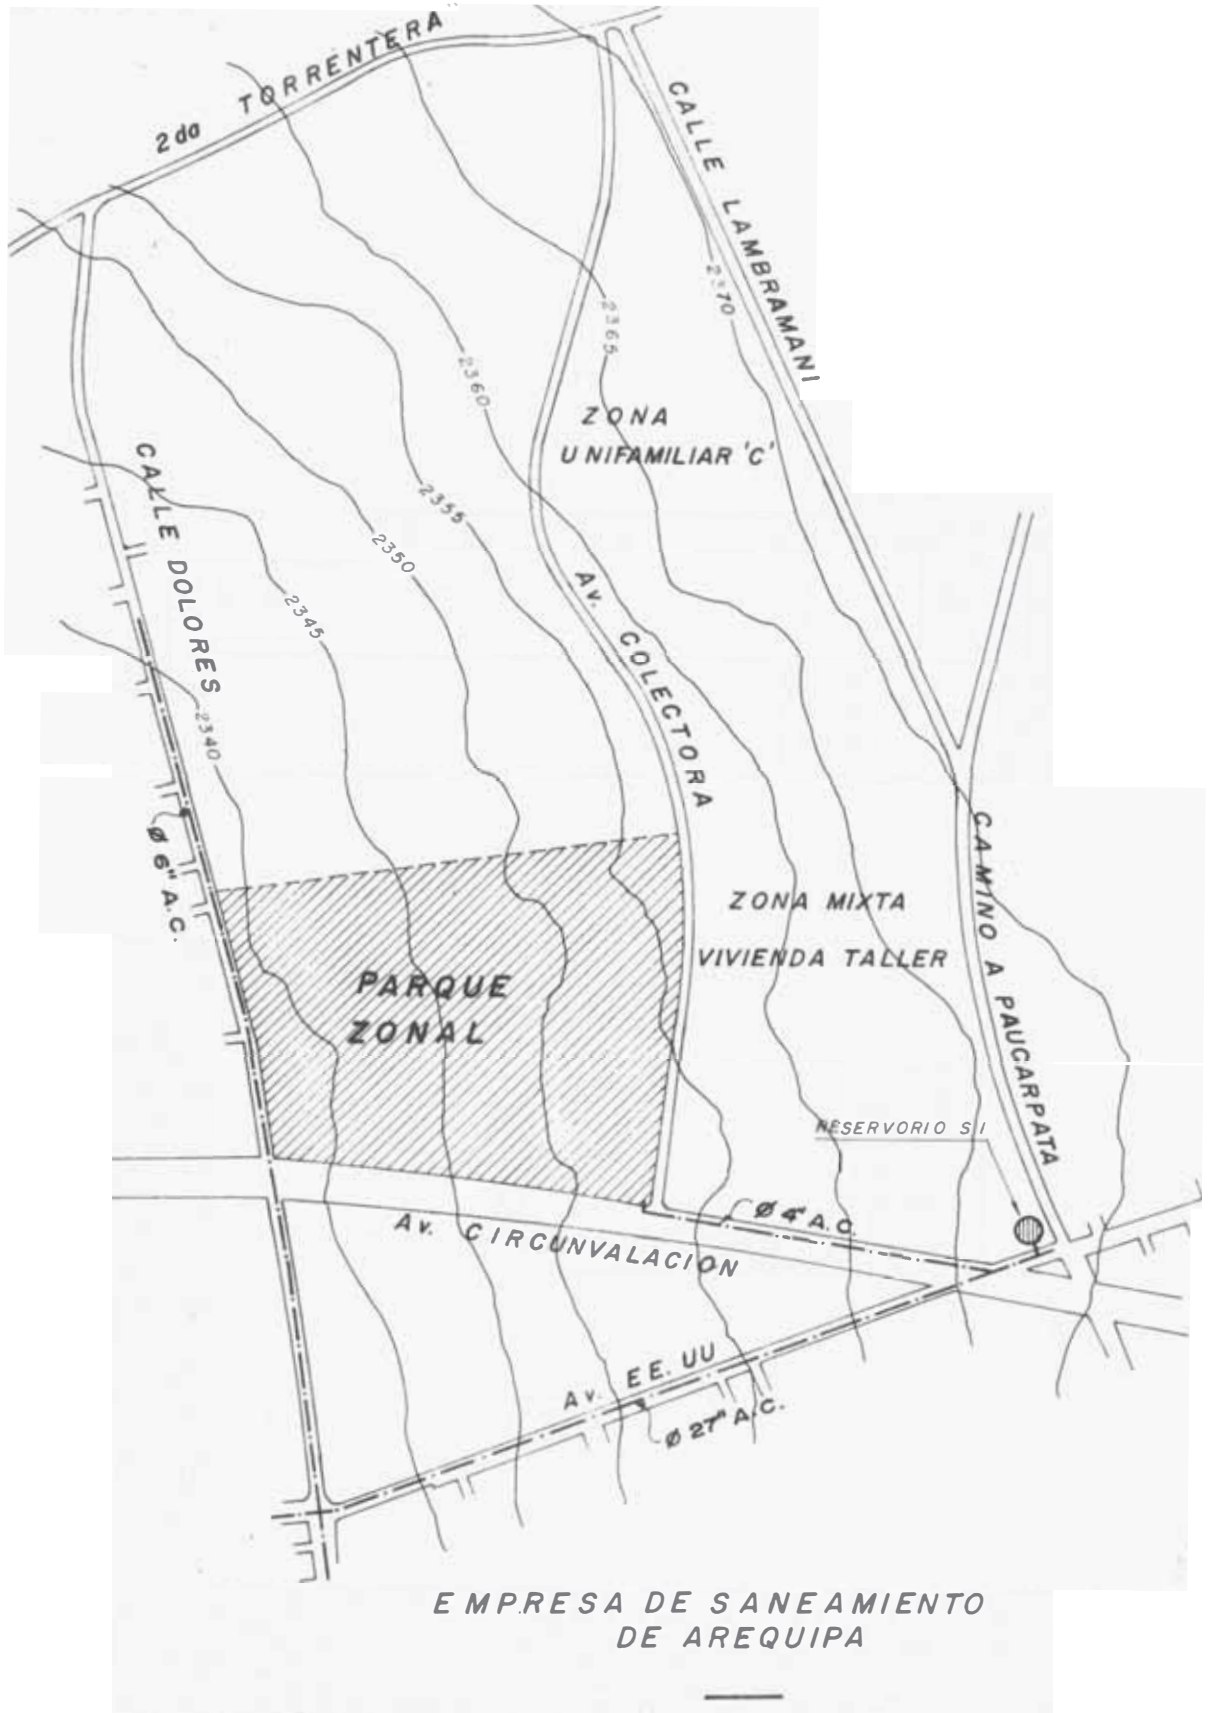 2da TORRENTERA
CALLE LAMBRAMANI
2370
2365
2360
ZONA
UNIFAMILIAR 'C'
CALLE DOLORES
2355
2350
2345
Av. COLECTORA
2340
Ø 6" A.C.
CAMINO A PAUCARPATA
ZONA MIXTA
VIVIENDA TALLER
PARQUE
ZONAL
RESERVORIO S 1
Ø 4" A.C.
Av. CIRCUNVALACION
Av. EE. UU
Ø 27" A.C.
EMPRESA DE SANEAMIENTO
DE AREQUIPA